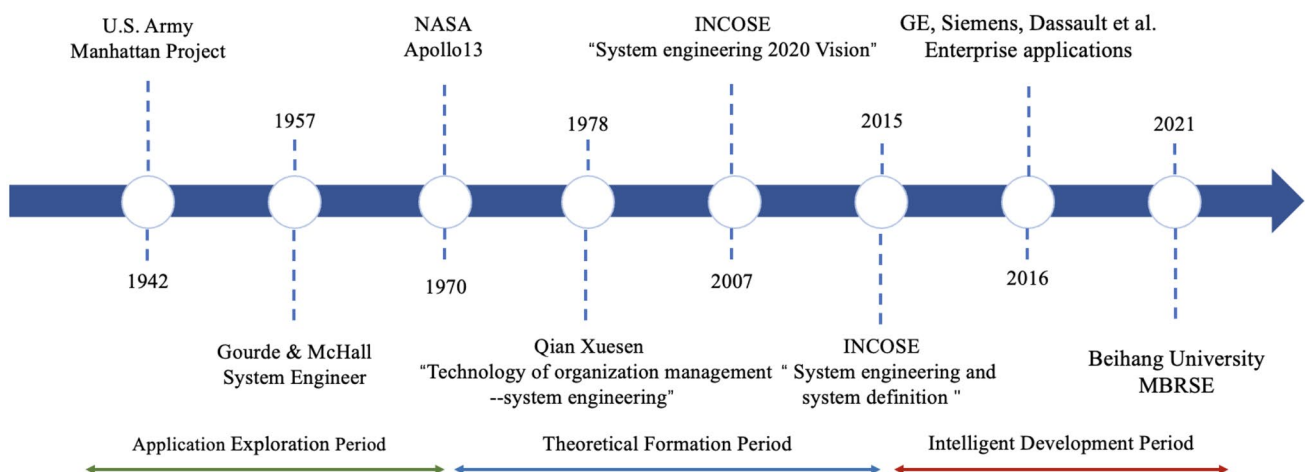 U.S. Army
Manhattan Project
NASA
Apollo13
INCOSE
“System engineering 2020 Vision”
GE, Siemens, Dassault et al.
Enterprise applications
1957
1978
2015
2021
1942
1970
2007
2016
Gourde & McHall
System Engineer
Qian Xuesen
“Technology of organization management
--system engineering”
INCOSE
“ System engineering and
system definition ”
Beihang University
MBRSE
Application Exploration Period
Theoretical Formation Period
Intelligent Development Period